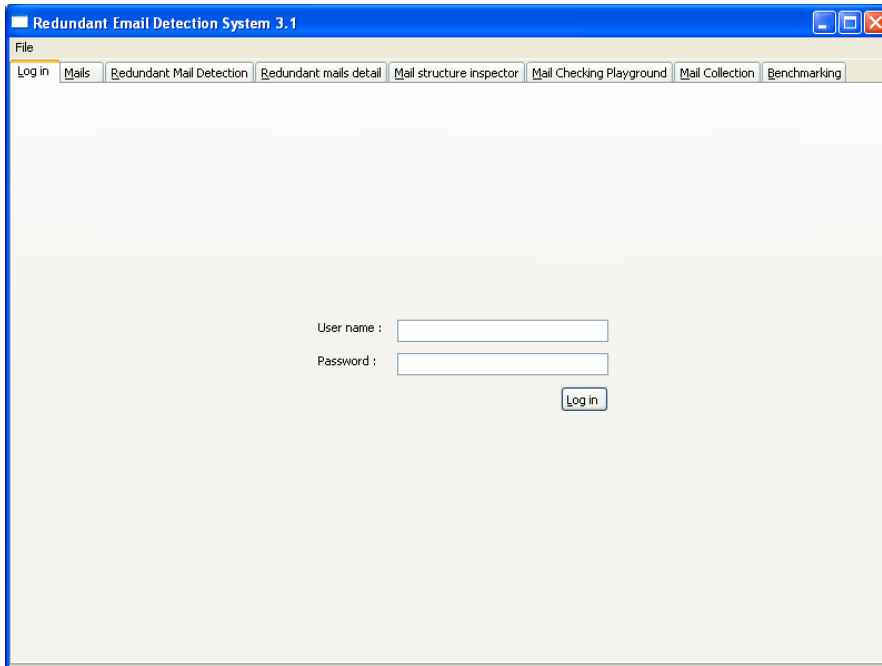 Redundant Email Detection System 3.1
File
Log in Mails Redundant Mail Detection Redundant mails detail Mail structure inspector Mail Checking Playground Mail Collection Benchmarking
User name :
Password :
Log in